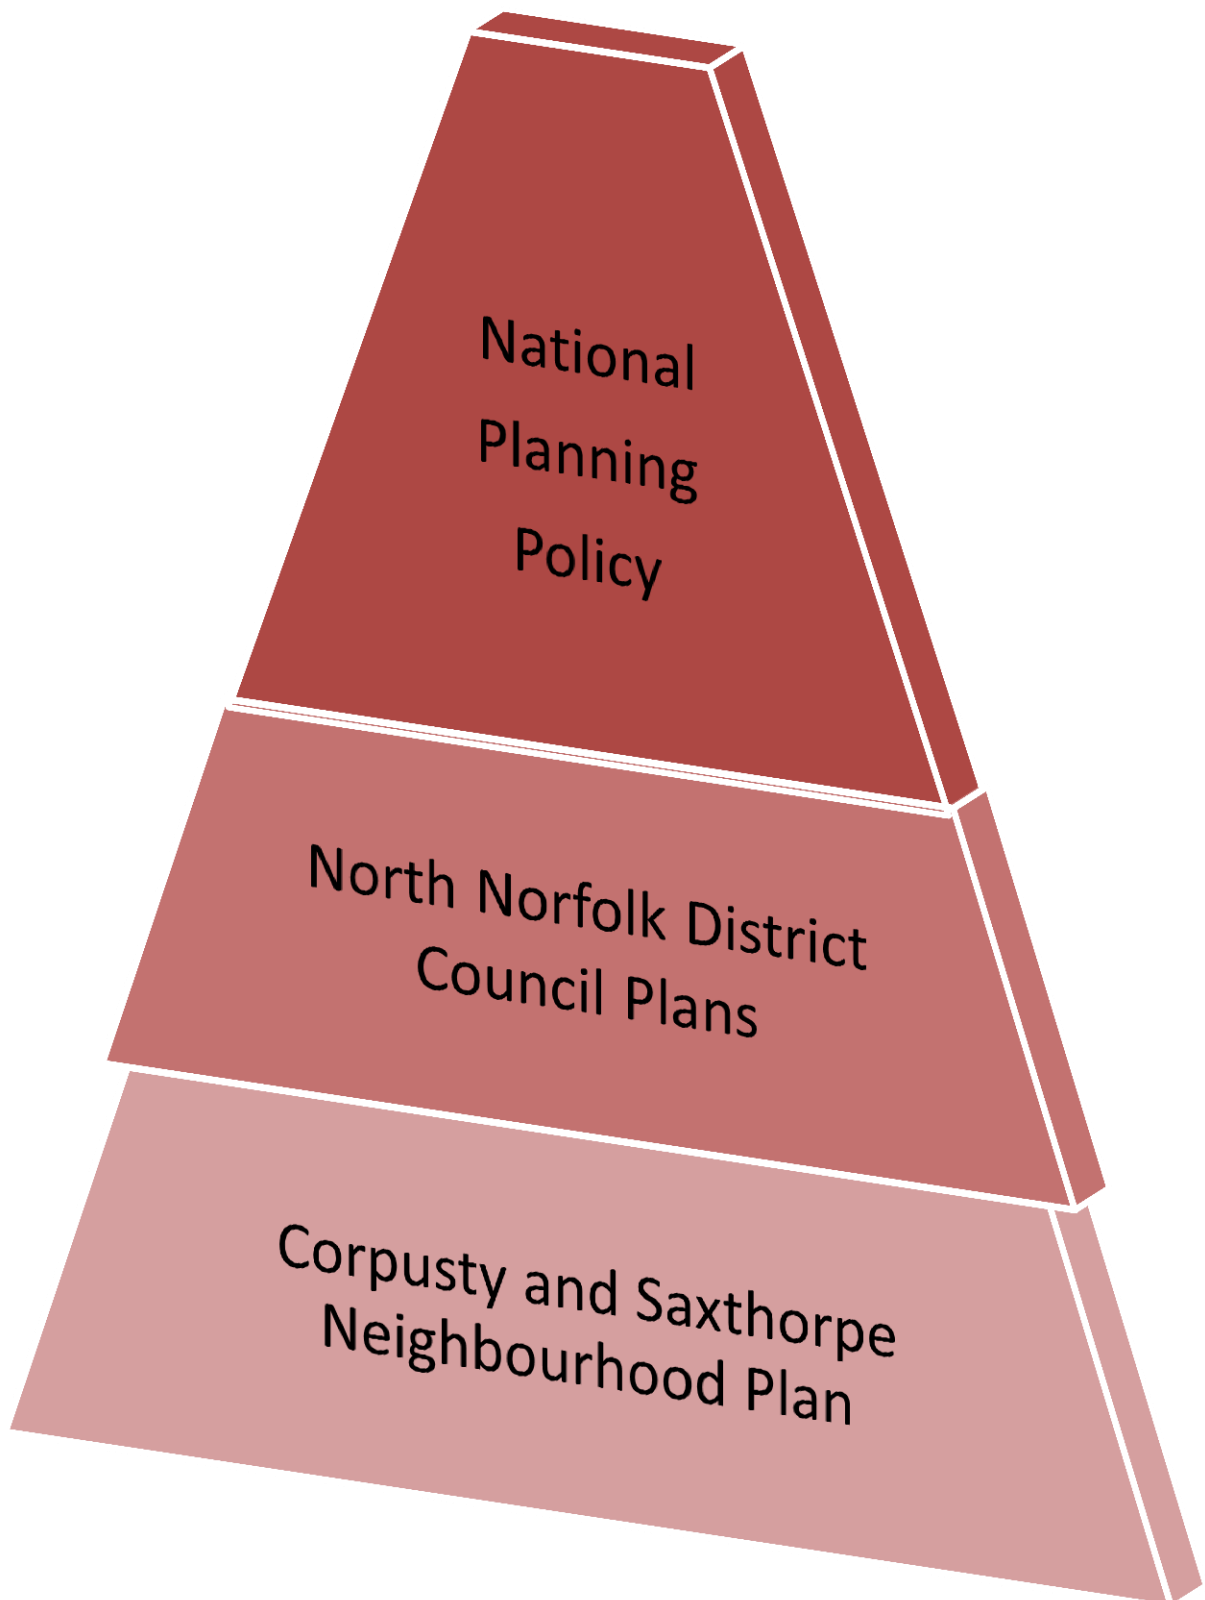 National
Planning
Policy
North Norfolk District
Council Plans
Corpusty and Saxthorpe
Neighbourhood Plan